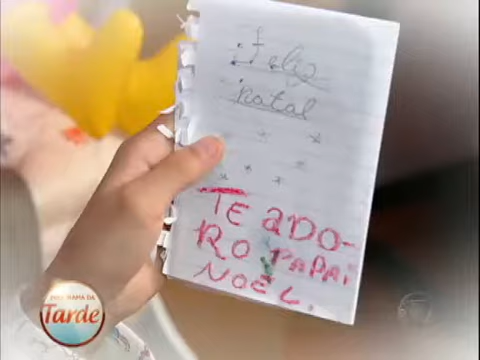 Feliz
natal
TE ADO-
RO PAPAI
NOEL.
PROGRAMA DA
Tarde